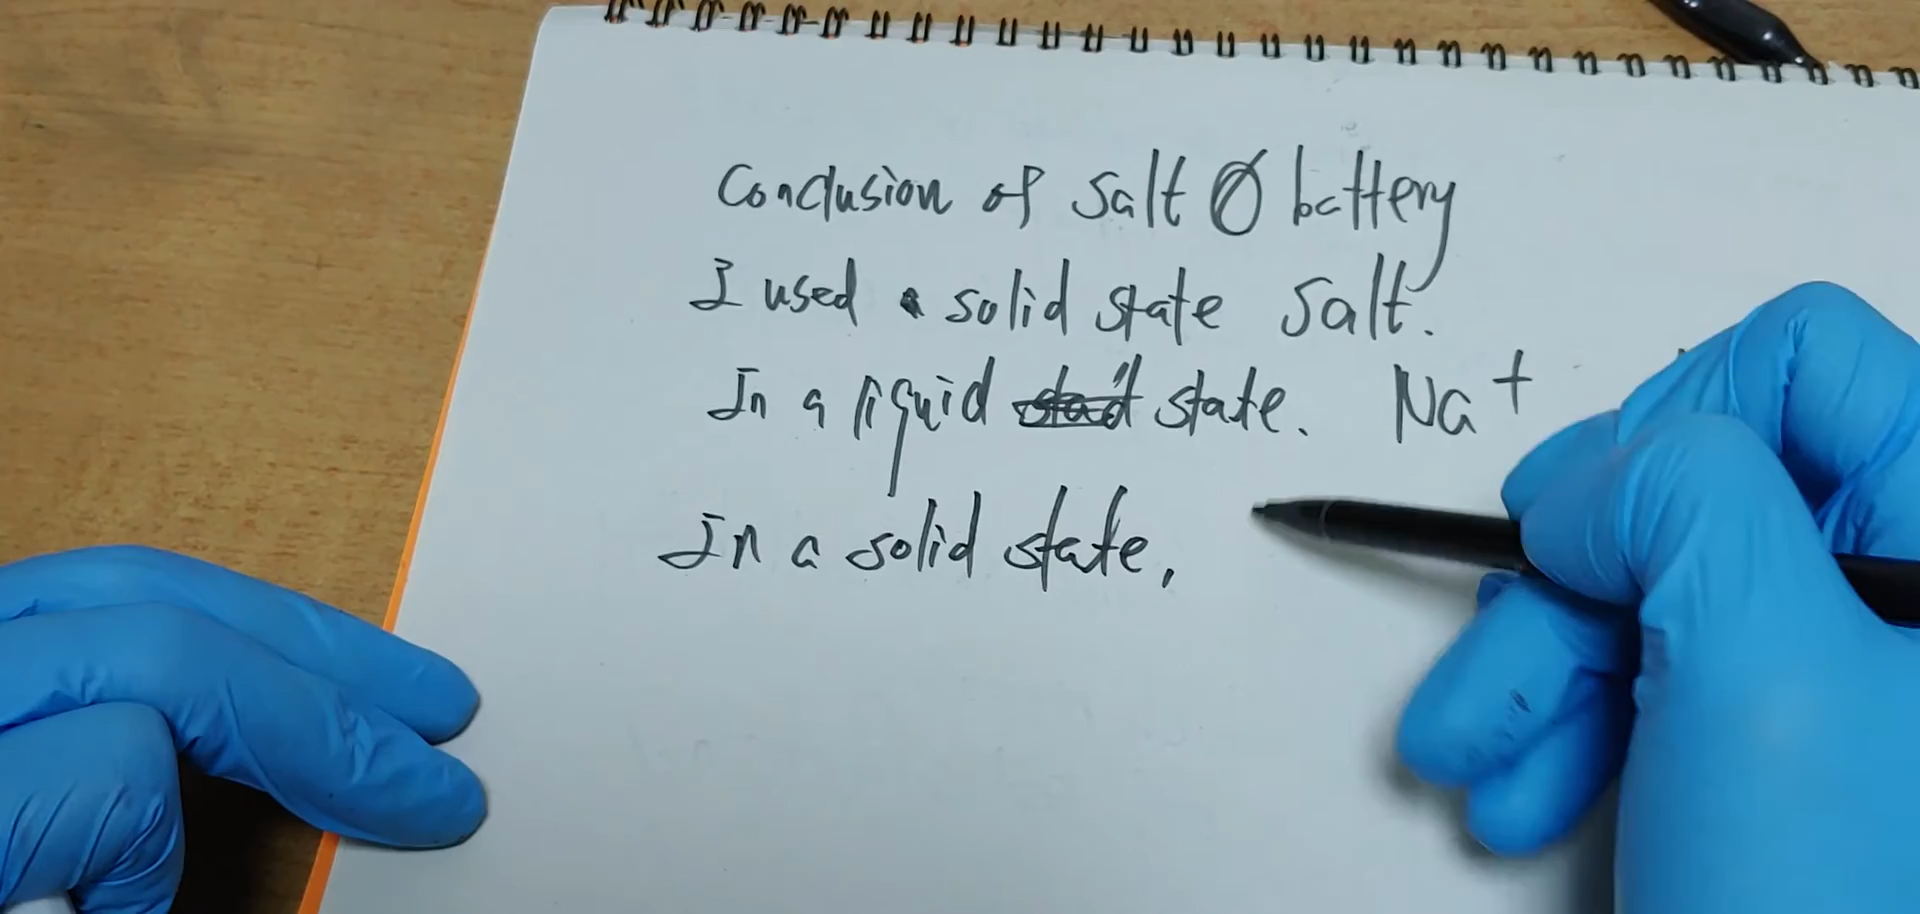 Conclusion of salt battery
I used solid state salt.
In a liquid state. Na+
In a solid state,